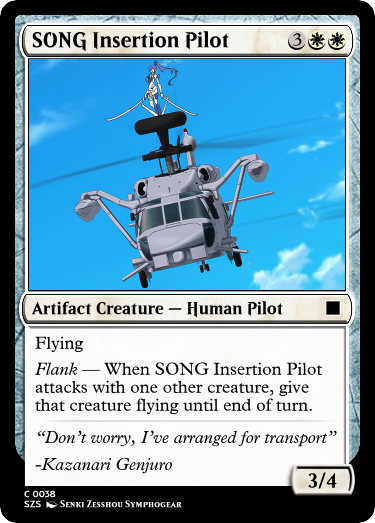 SONG Insertion Pilot 3
Artifact Creature — Human Pilot
Flying
Flank — When SONG Insertion Pilot
attacks with one other creature, give
that creature flying until end of turn.
“Don't worry, I've arranged for transport”
-Kazanari Genjuro
3/4
C 0038
SZS Senki Zesshou Symphogear